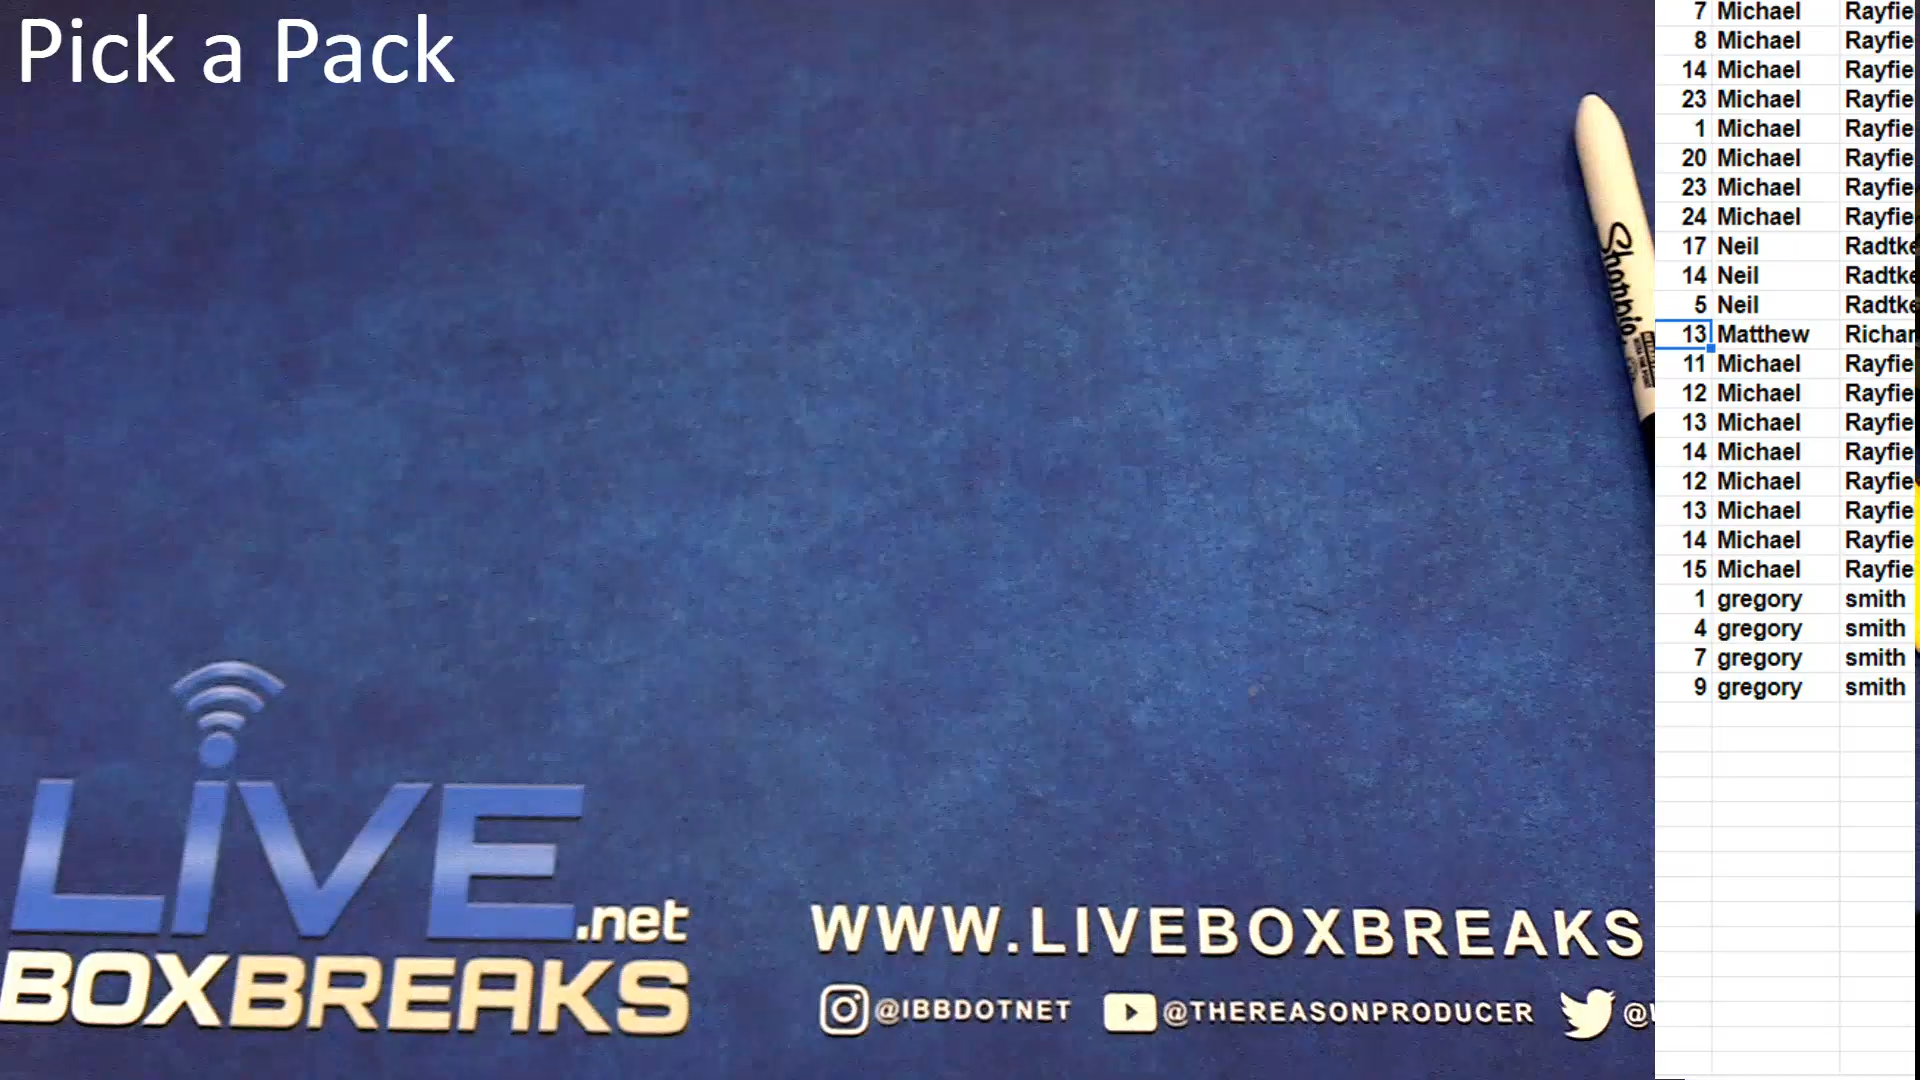 Pick a Pack
7 Michael Rayfie
8 Michael Rayfie
14 Michael Rayfie
23 Michael Rayfie
1 Michael Rayfie
20 Michael Rayfie
23 Michael Rayfie
24 Michael Rayfie
17 Neil Radtke
14 Neil Radtke
5 Neil Radtke
13 Matthew Richar
11 Michael Rayfie
12 Michael Rayfie
13 Michael Rayfie
14 Michael Rayfie
12 Michael Rayfie
13 Michael Rayfie
14 Michael Rayfie
15 Michael Rayfie
1 gregory smith
4 gregory smith
7 gregory smith
9 gregory smith
Sharpie
LiVE.net
BOXBREAKS
WWW.LIVEBOXBREAKS
@IBBDOTNET @THEREASONPRODUCER @